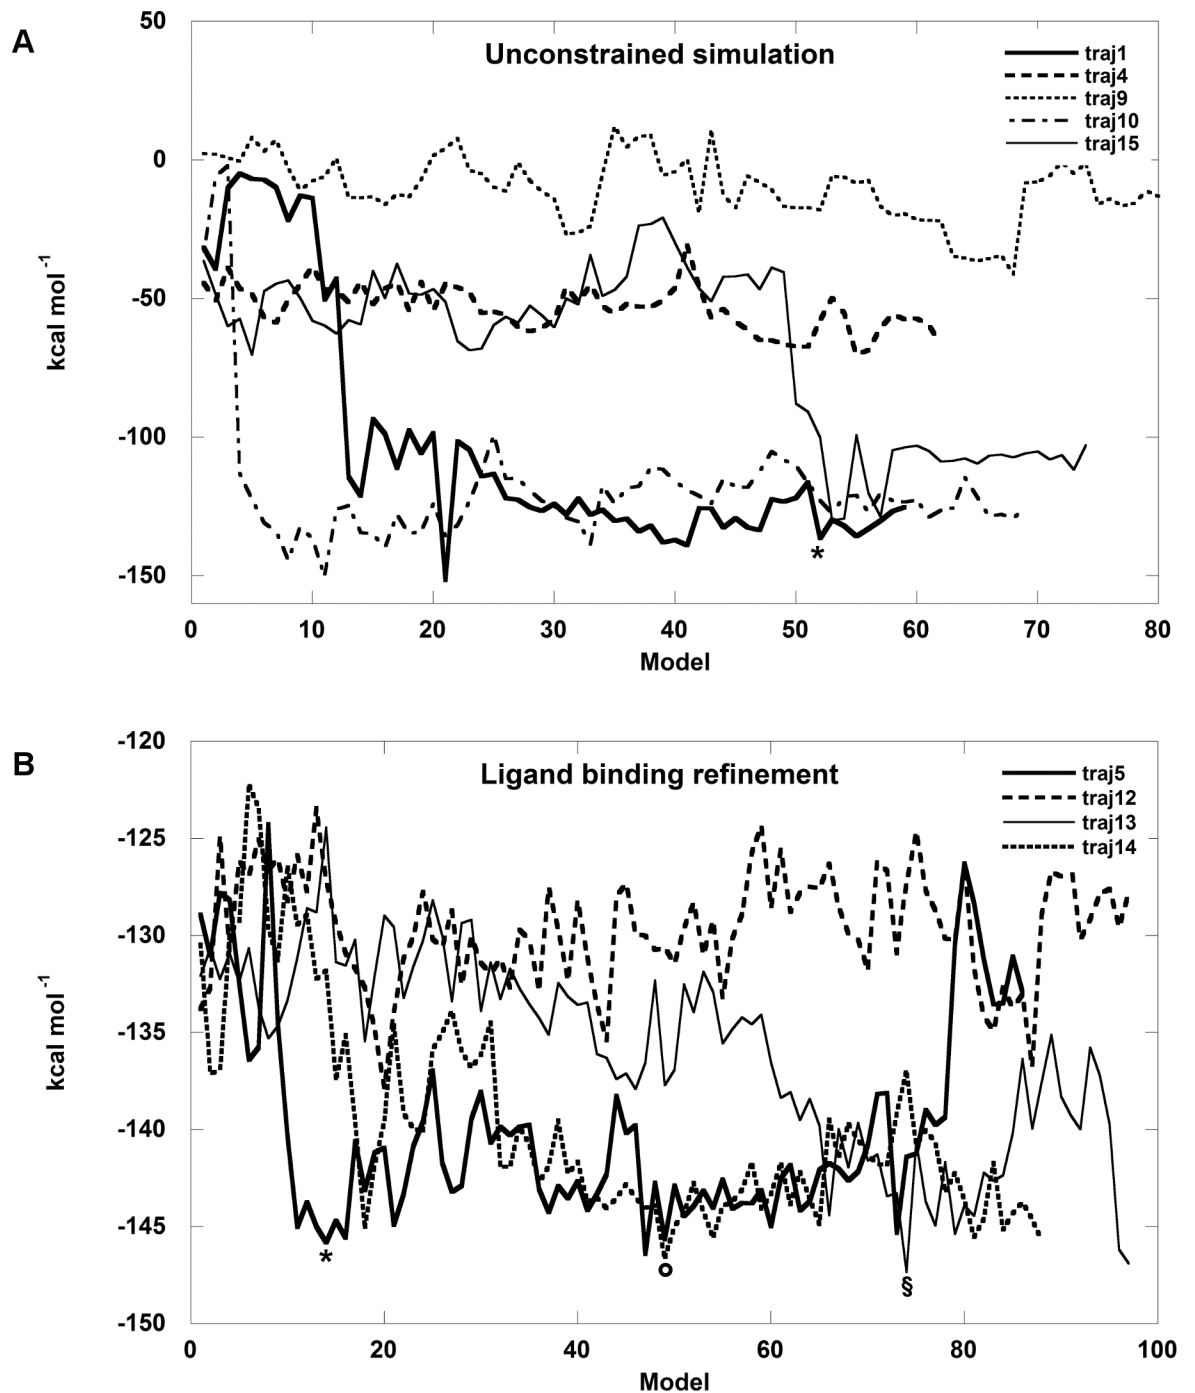 A
Unconstrained simulation
traj1
traj4
traj9
traj10
traj15
50
0
-50
-100
-150
kcal mol⁻¹
*
0 10 20 30 40 50 60 70 80
Model
B
Ligand binding refinement
traj5
traj12
traj13
traj14
-120
-125
-130
-135
-140
-145
-150
kcal mol⁻¹
*
§
0 20 40 60 80 100
Model